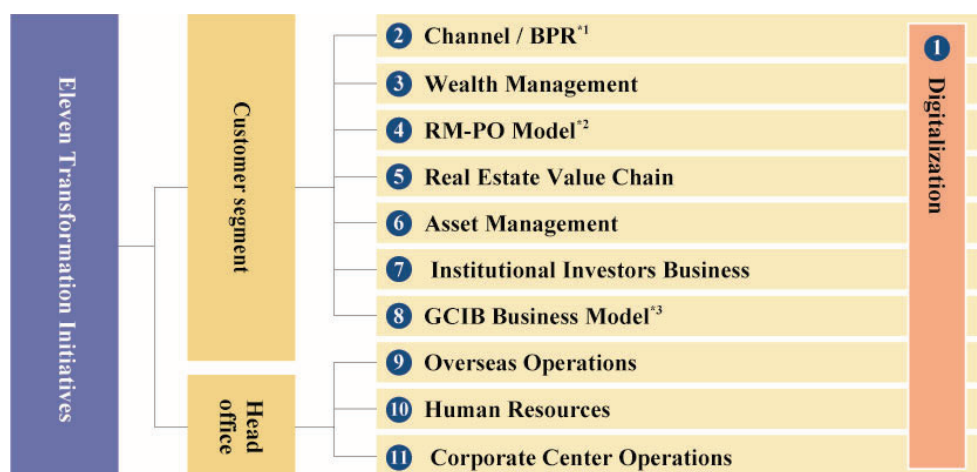 Eleven Transformation Initiatives
Customer segment
2 Channel / BPR*1
3 Wealth Management
4 RM-PO Model*2
5 Real Estate Value Chain
6 Asset Management
7 Institutional Investors Business
8 GCIB Business Model*3
Head
office
9 Overseas Operations
10 Human Resources
11 Corporate Center Operations
1 Digitalization